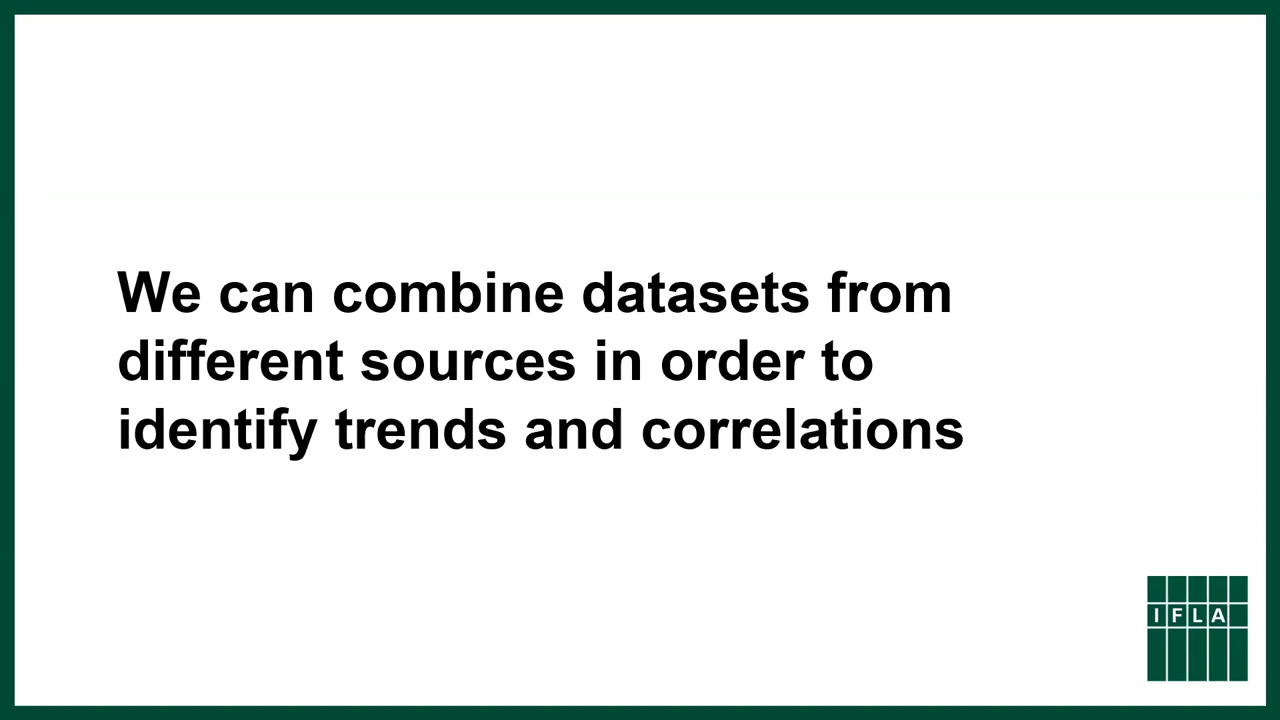 We can combine datasets from
different sources in order to
identify trends and correlations
IFLA